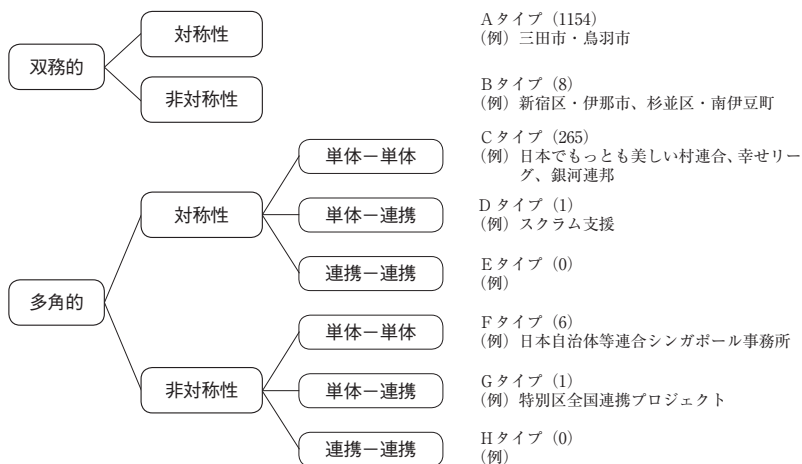 双務的
対称性
非対称性
Aタイプ（1154）
（例）三田市・鳥羽市
Bタイプ（8）
（例）新宿区・伊那市、杉並区・南伊豆町
多角的
対称性
単体－単体
Cタイプ（265）
（例）日本でもっとも美しい村連合、幸せリー
グ、銀河連邦
単体－連携
Dタイプ（1）
（例）スクラム支援
連携－連携
Eタイプ（0）
（例）
非対称性
単体－単体
Fタイプ（6）
（例）日本自治体等連合シンガポール事務所
単体－連携
Gタイプ（1）
（例）特別区全国連携プロジェクト
連携－連携
Hタイプ（0）
（例）